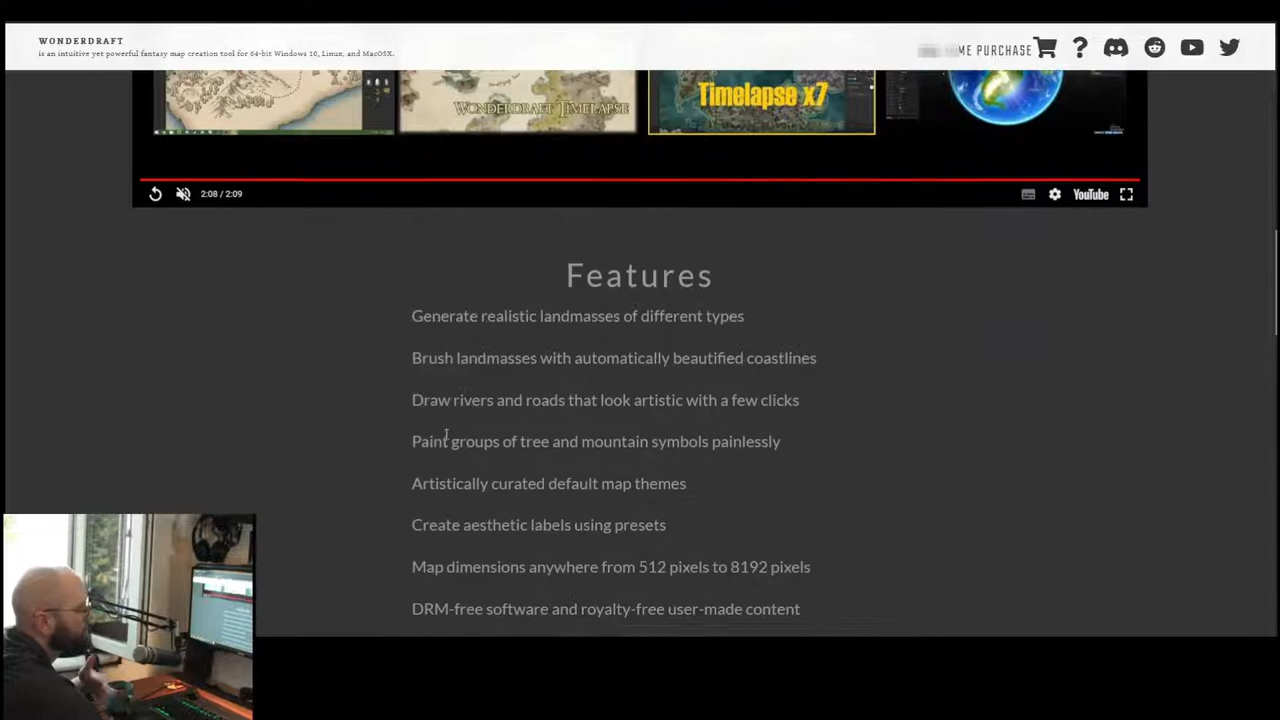 WONDERDRAFT
is an intuitive yet powerful fantasy map creation tool for 64-bit Windows 10, Linux, and MacOSX.
PURCHASE
?
WONDERDRAFT TIMELAPSE
Timelapse x7
2:08 / 2:09
YouTube
Features
Generate realistic landmasses of different types
Brush landmasses with automatically beautified coastlines
Draw rivers and roads that look artistic with a few clicks
Paint groups of tree and mountain symbols painlessly
Artistically curated default map themes
Create aesthetic labels using presets
Map dimensions anywhere from 512 pixels to 8192 pixels
DRM-free software and royalty-free user-made content